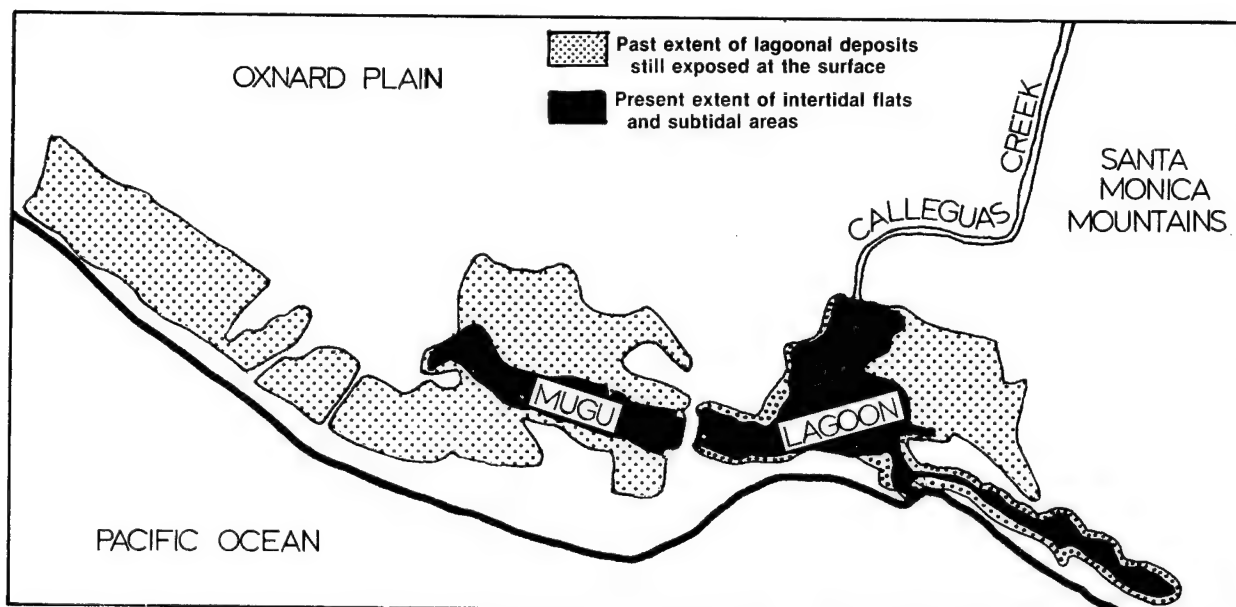 Past extent of lagoonal deposits
still exposed at the surface
OXNARD PLAIN
Present extent of intertidal flats
and subtidal areas
CREEK
SANTA
MONICA
MOUNTAINS
CALLEGUAS
MUGU
LAGOON
PACIFIC OCEAN